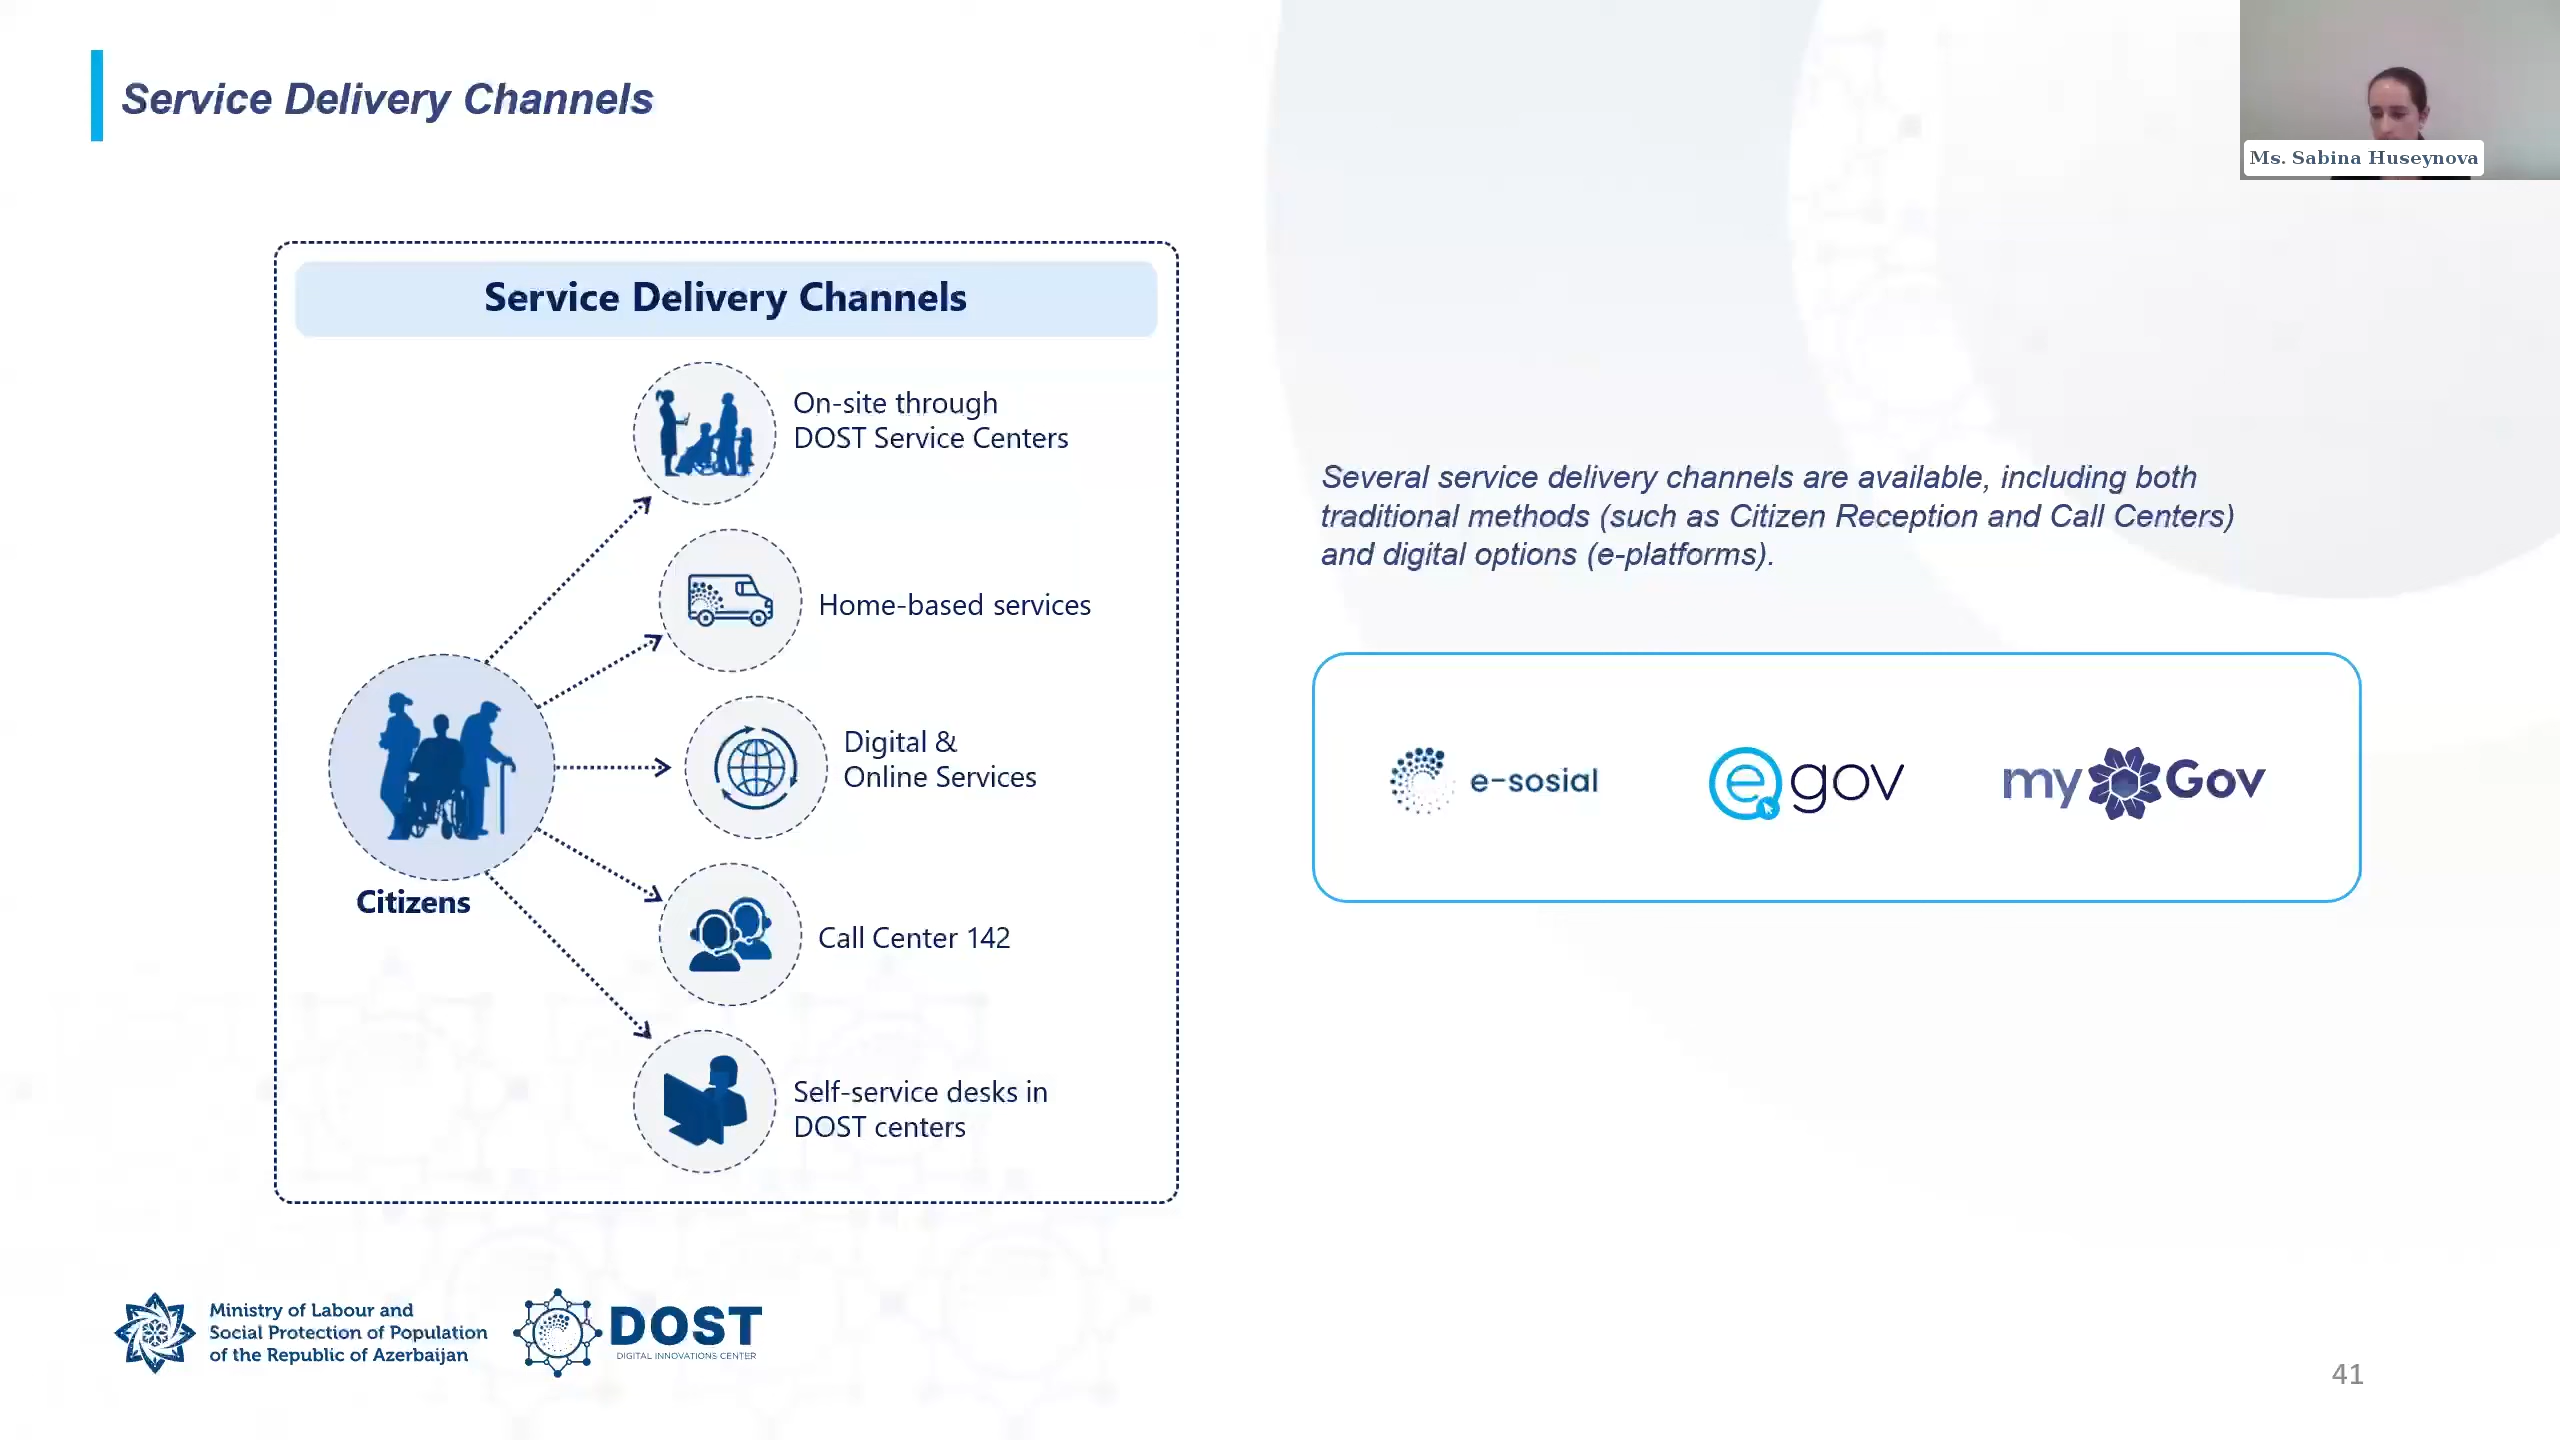 Service Delivery Channels
Ms. Sabina Huseynova
Service Delivery Channels
On-site through
DOST Service Centers
Home-based services
Digital &
Online Services
Call Center 142
Self-service desks in
DOST centers
Citizens
Several service delivery channels are available, including both
traditional methods (such as Citizen Reception and Call Centers)
and digital options (e-platforms).
e-sosial
e gov
my Gov
Ministry of Labour and
Social Protection of Population
of the Republic of Azerbaijan
DOST
DIGITAL INNOVATIONS CENTER
41